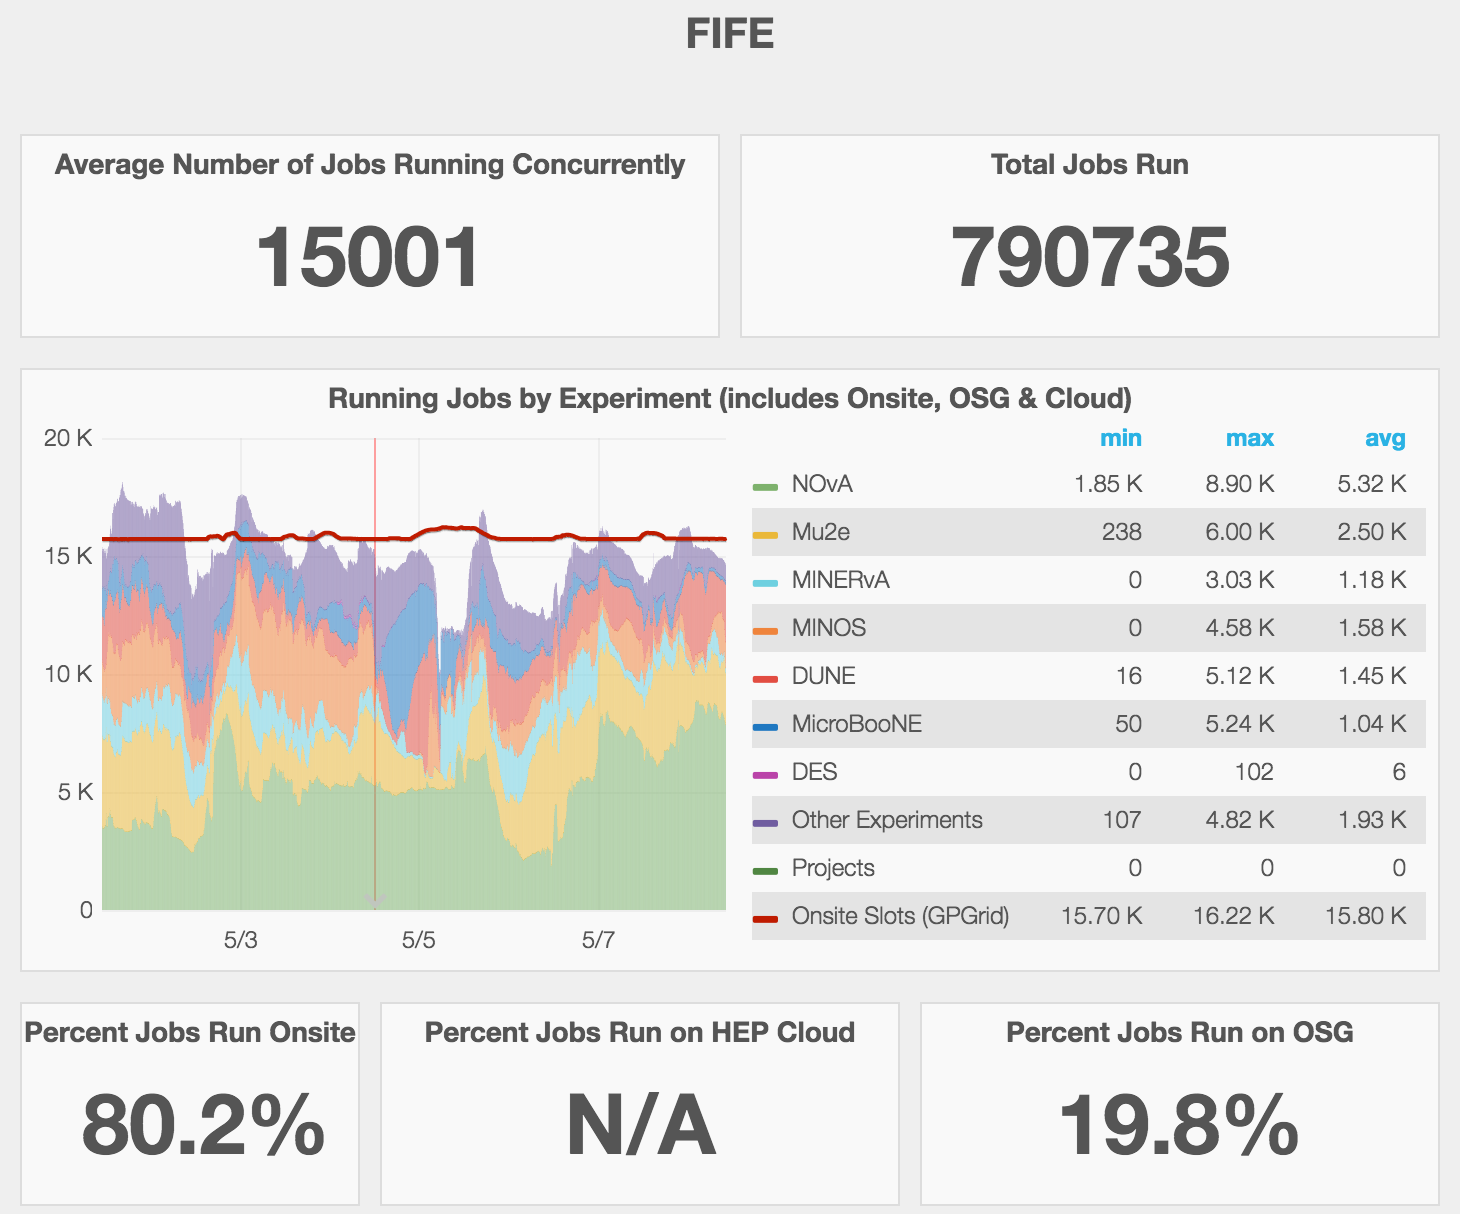 FIFE
Average Number of Jobs Running Concurrently
15001
Total Jobs Run
790735
Running Jobs by Experiment (includes Onsite, OSG & Cloud)
20 K
15 K
10 K
5 K
0
5/3 5/5 5/7
min max avg
NOvA 1.85 K 8.90 K 5.32 K
Mu2e 238 6.00 K 2.50 K
MINERvA 0 3.03 K 1.18 K
MINOS 0 4.58 K 1.58 K
DUNE 16 5.12 K 1.45 K
MicroBooNE 50 5.24 K 1.04 K
DES 0 102 6
Other Experiments 107 4.82 K 1.93 K
Projects 0 0 0
Onsite Slots (GPGrid) 15.70 K 16.22 K 15.80 K
Percent Jobs Run Onsite
80.2%
Percent Jobs Run on HEP Cloud
N/A
Percent Jobs Run on OSG
19.8%